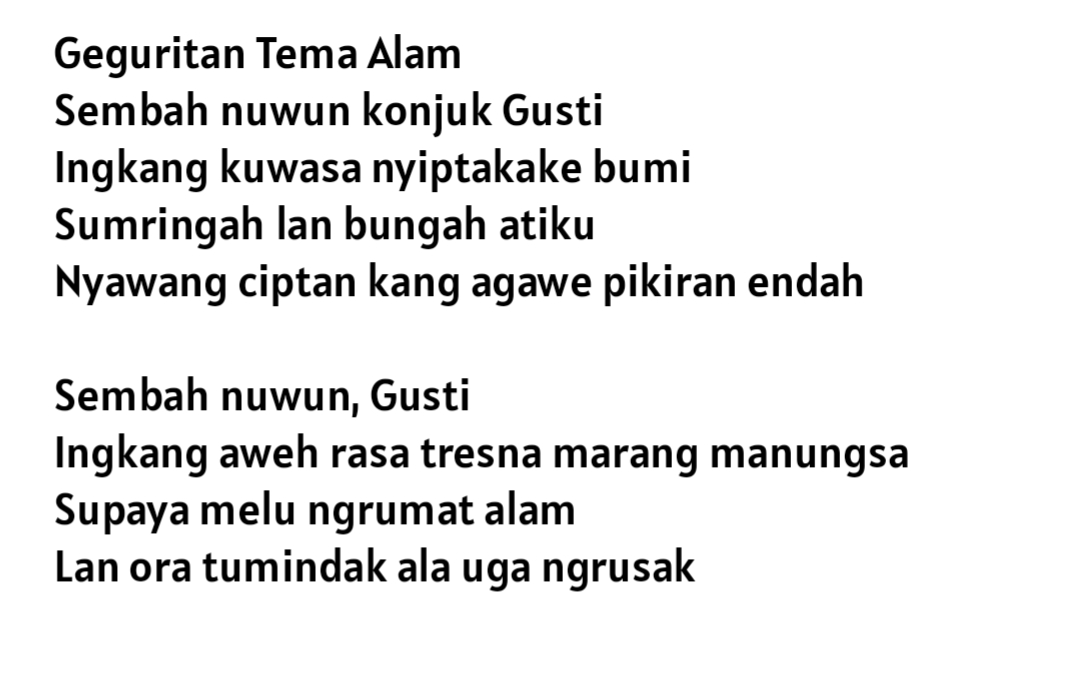 Geguritan Tema Alam
Sembah nuwun konjuk Gusti
Ingkang kuwasa nyiptakake bumi
Sumringah lan bungah atiku
Nyawang ciptan kang agawe pikiran endah
Sembah nuwun, Gusti
Ingkang aweh rasa tresna marang manungsa
Supaya melu ngrumat alam
Lan ora tumindak ala uga ngrusak